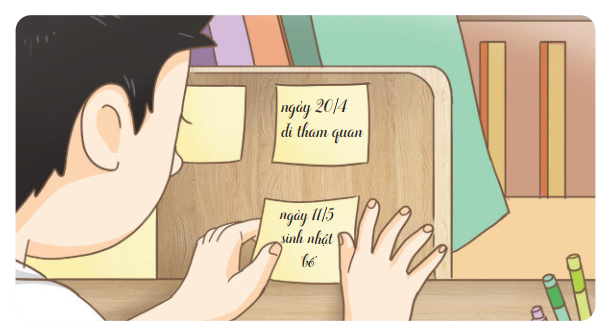 ngày 20/4
đi tham quan
ngày 11/5
sinh nhật
bố